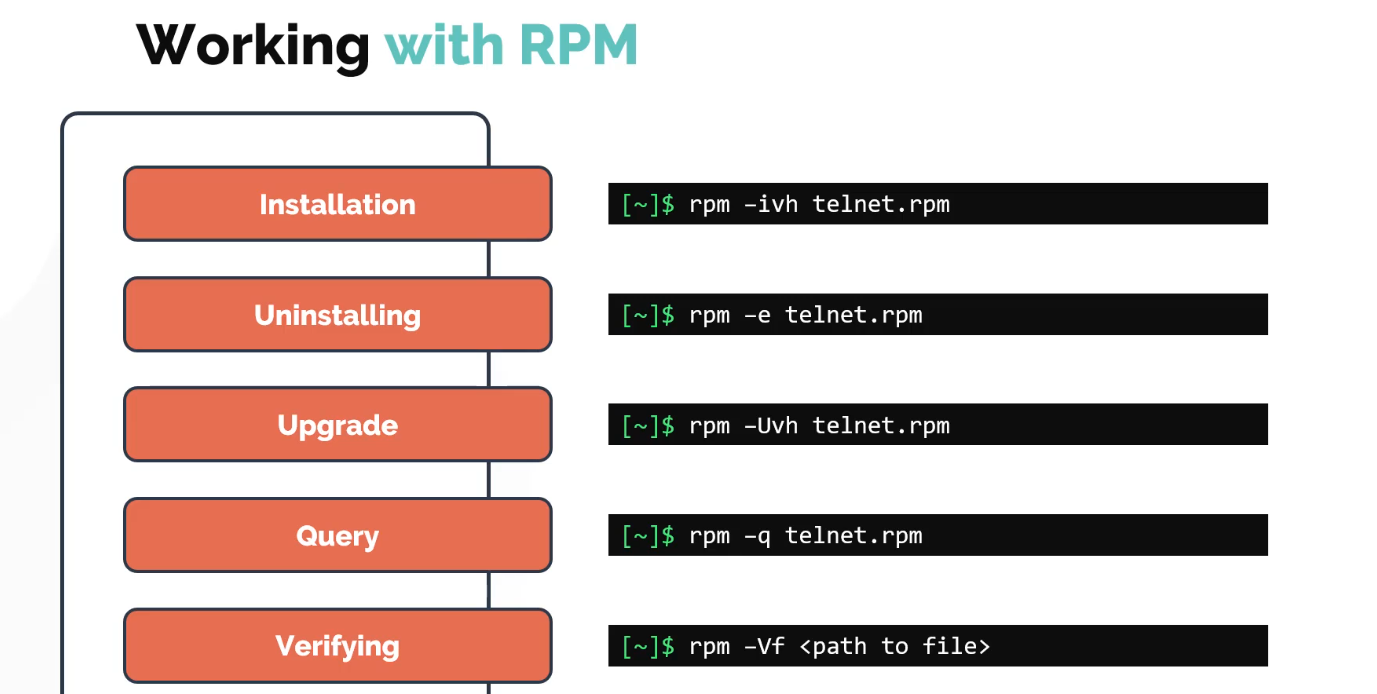 Working with RPM
Installation
[~]$ rpm -ivh telnet.rpm
Uninstalling
[~]$ rpm -e telnet.rpm
Upgrade
[~]$ rpm -Uvh telnet.rpm
Query
[~]$ rpm -q telnet.rpm
Verifying
[~]$ rpm -Vf <path to file>